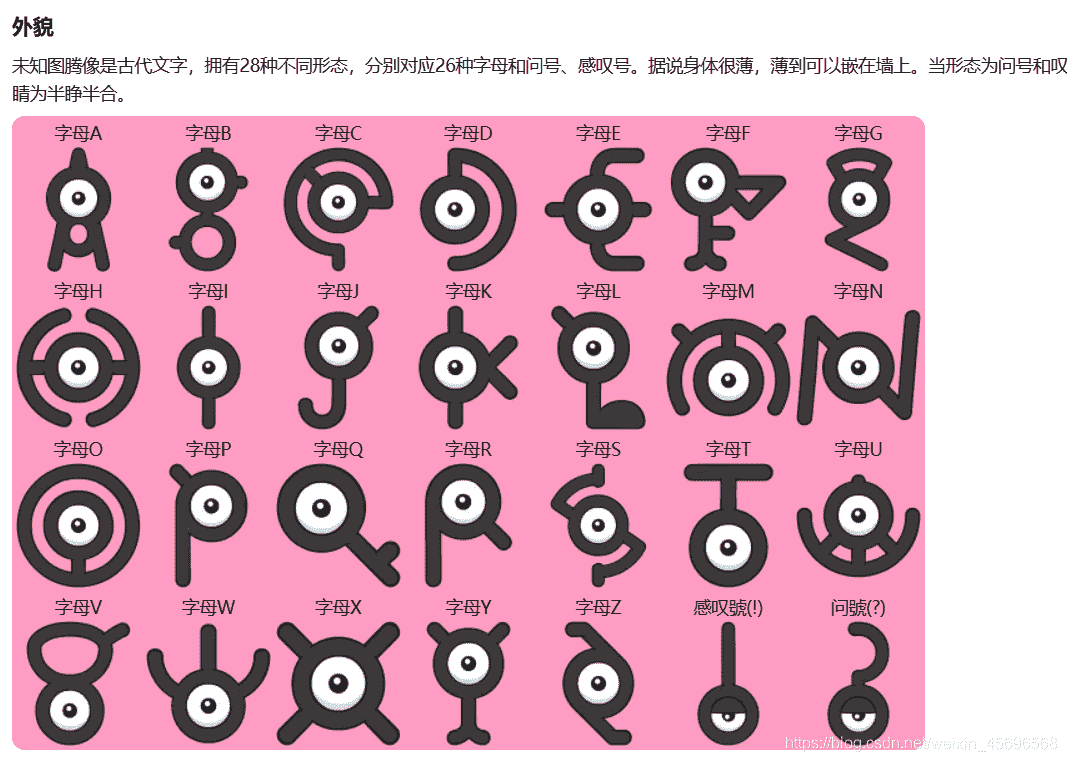 外貌
未知图腾像是古代文字，拥有28种不同形态，分别对应26种字母和问号、感叹号。据说身体很薄，薄到可以嵌在墙上。当形态为问号和叹
睛为半睁半合。
字母A 字母B 字母C 字母D 字母E 字母F 字母G
字母H 字母I 字母J 字母K 字母L 字母M 字母N
字母O 字母P 字母Q 字母R 字母S 字母T 字母U
字母V 字母W 字母X 字母Y 字母Z 感叹號(!) 问號(?)
https://blog.csdn.net/weixin_45696568